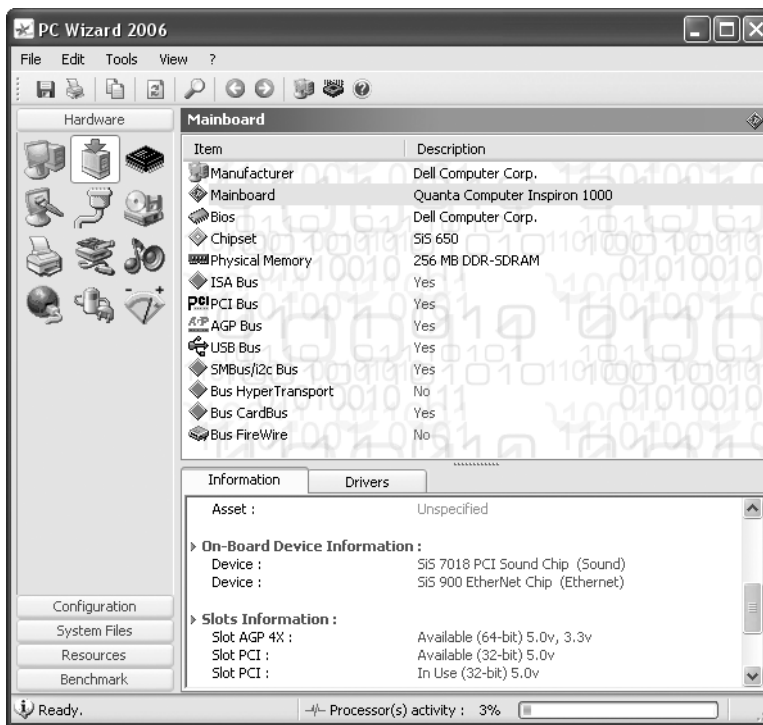 PC Wizard 2006
File Edit Tools View ?
Hardware
Mainboard
Item Description
Manufacturer Dell Computer Corp.
Mainboard Quanta Computer Inspiron 1000
Bios Dell Computer Corp.
Chipset SiS 650
Physical Memory 256 MB DDR-SDRAM
ISA Bus Yes
PCI PCI Bus Yes
AGP Bus Yes
USB Bus Yes
SMBus/i2c Bus Yes
Bus HyperTransport No
Bus CardBus Yes
Bus FireWire No
Information Drivers
Asset : Unspecified
On-Board Device Information :
Device : SiS 7018 PCI Sound Chip (Sound)
Device : SiS 900 EtherNet Chip (Ethernet)
Slots Information :
Slot AGP 4X : Available (64-bit) 5.0v, 3.3v
Slot PCI : Available (32-bit) 5.0v
Slot PCI : In Use (32-bit) 5.0v
Configuration
System Files
Resources
Benchmark
Ready. Processor(s) activity : 3%